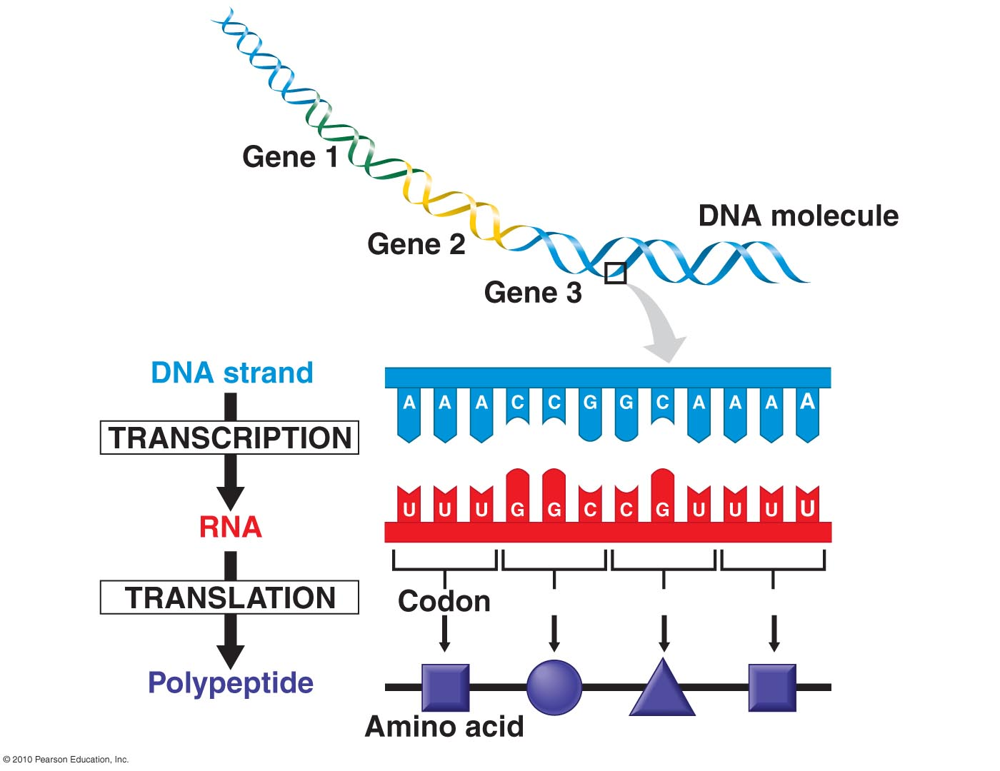 Gene 1
DNA molecule
Gene 2
Gene 3
DNA strand
A A A C C G G C A A A A
TRANSCRIPTION
U U U G G C C G U U U U
RNA
TRANSLATION
Codon
Polypeptide
Amino acid
© 2010 Pearson Education, Inc.